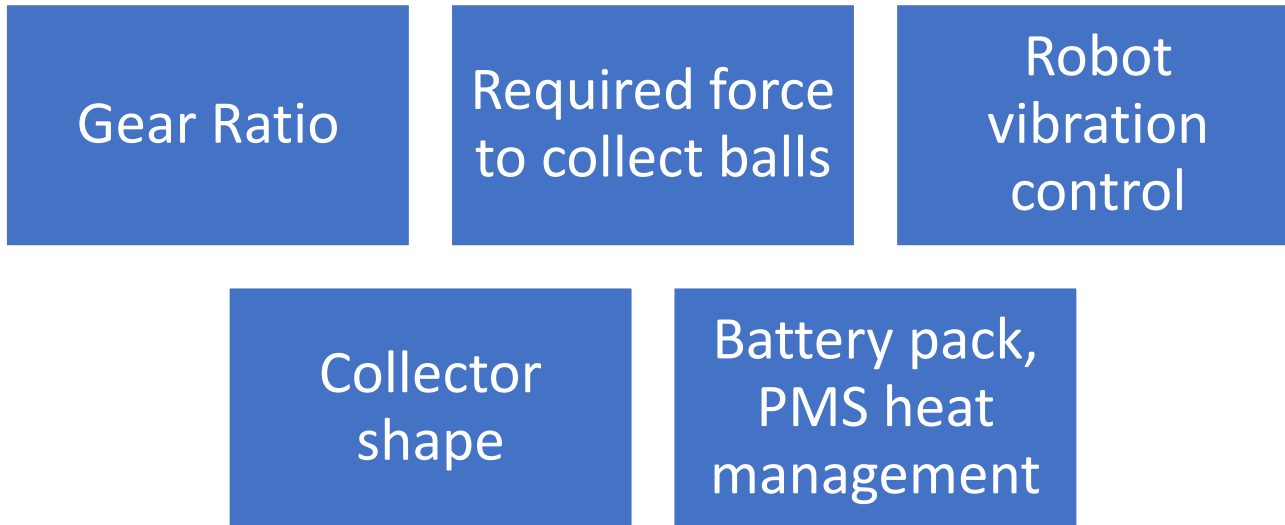 Gear Ratio
Required force
to collect balls
Robot
vibration
control
Collector
shape
Battery pack,
PMS heat
management